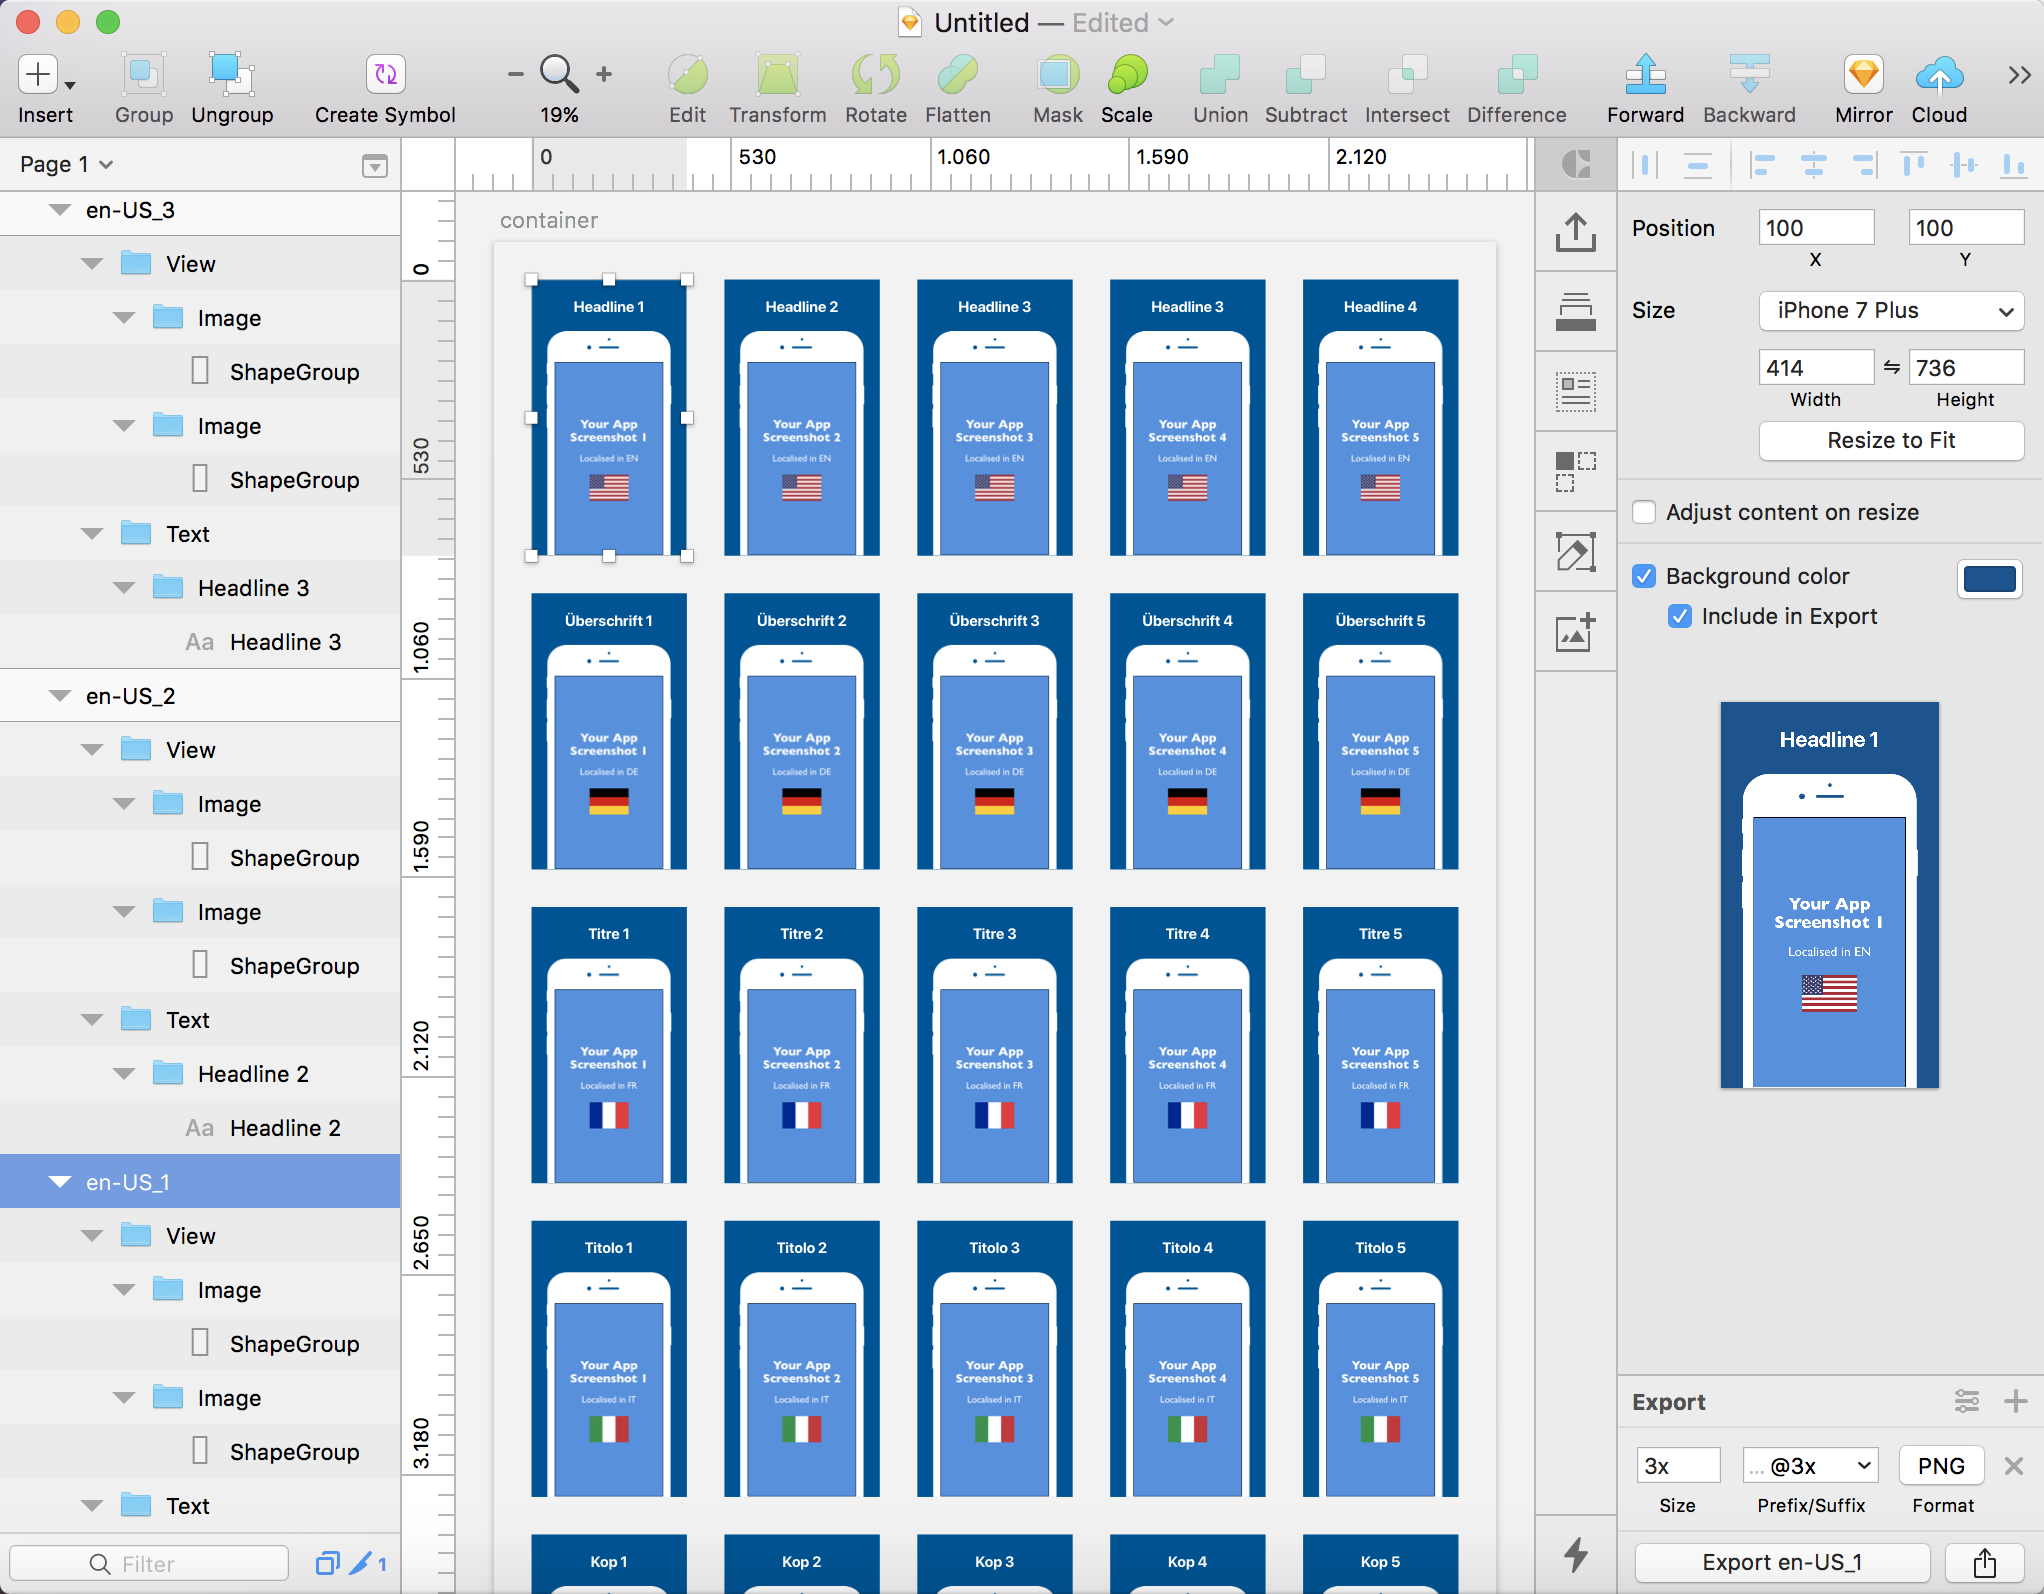 Untitled — Edited
Insert
Group
Ungroup
Create Symbol
19%
Edit
Transform
Rotate
Flatten
Mask
Scale
Union
Subtract
Intersect
Difference
Forward
Backward
Mirror
Cloud
Page 1
en-US_3
View
Image
ShapeGroup
Image
ShapeGroup
Text
Headline 3
Aa Headline 3
en-US_2
View
Image
ShapeGroup
Image
ShapeGroup
Text
Headline 2
Aa Headline 2
en-US_1
View
Image
ShapeGroup
Image
ShapeGroup
Text
Filter
1
0 530 1.060 1.590 2.120
0
530
1.060
1.590
2.120
2.650
3.180
container
Headline 1
Your App
Screenshot 1
Localised in EN
Headline 2
Your App
Screenshot 2
Localised in EN
Headline 3
Your App
Screenshot 3
Localised in EN
Headline 3
Your App
Screenshot 4
Localised in EN
Headline 4
Your App
Screenshot 5
Localised in EN
Überschrift 1
Your App
Screenshot 1
Localised in DE
Überschrift 2
Your App
Screenshot 2
Localised in DE
Überschrift 3
Your App
Screenshot 3
Localised in DE
Überschrift 4
Your App
Screenshot 4
Localised in DE
Überschrift 5
Your App
Screenshot 5
Localised in DE
Titre 1
Your App
Screenshot 1
Localised in FR
Titre 2
Your App
Screenshot 2
Localised in FR
Titre 3
Your App
Screenshot 3
Localised in FR
Titre 4
Your App
Screenshot 4
Localised in FR
Titre 5
Your App
Screenshot 5
Localised in FR
Titolo 1
Your App
Screenshot 1
Localised in IT
Titolo 2
Your App
Screenshot 2
Localised in IT
Titolo 3
Your App
Screenshot 3
Localised in IT
Titolo 4
Your App
Screenshot 4
Localised in IT
Titolo 5
Your App
Screenshot 5
Localised in IT
Kop 1
Kop 2
Kop 3
Kop 4
Kop 5
Position 100 100
X Y
Size iPhone 7 Plus
414 736
Width Height
Resize to Fit
Adjust content on resize
Background color
Include in Export
Headline 1
Your App
Screenshot 1
Localised in EN
Export
3x ... @3x PNG
Size Prefix/Suffix Format
Export en-US_1